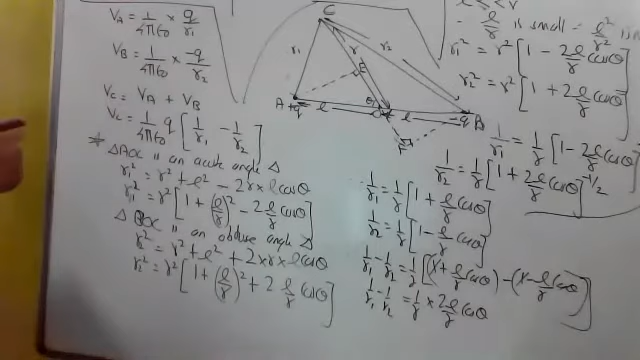 V_A = 1/4πϵ₀ × q/r₁
V_B = 1/4πϵ₀ × -q/r₂
V_C = V_A + V_B
V_C = 1/4πϵ₀ q [1/r₁ - 1/r₂]
* ΔAOC is an acute angle Δ
r₁² = r² + l² - 2r×l cosθ
r₁² = r² [1 + (l/r)² - 2 l/r cosθ]
Δ BOC is an obtuse angle Δ
r₂² = r² + l² + 2×r×l cosθ
r₂² = r² [1 + (l/r)² + 2 l/r cosθ]
C
r₁
r
r₂
E
A +q
l
θ
O
l
-q B
F
l << r
- l/r is small - l²/r² is
r₁² = r² [1 - 2l/r cosθ]
r₂² = r² [1 + 2l/r cosθ]
1/r₁ = 1/r [1 - 2l/r cosθ]
1/r₂ = 1/r [1 + 2l/r cosθ]^-1/2
1/r₁ = 1/r [1 + l/r cosθ]
1/r₂ = 1/r [1 - l/r cosθ]
1/r₁ - 1/r₂ = 1/r [(1 + l/r cosθ) - (1 - l/r cosθ)]
1/r₁ - 1/r₂ = 1/r × 2l/r cosθ